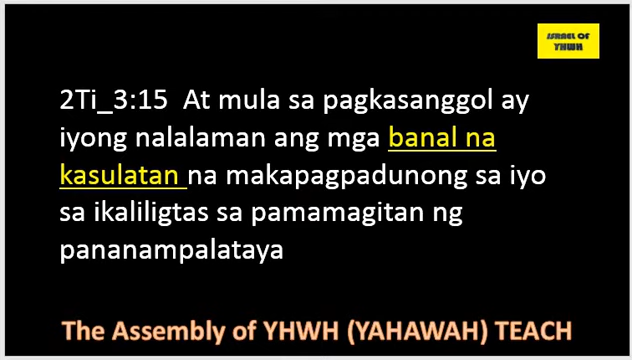 ISRAEL OF
YHWH
2Ti_3:15 At mula sa pagkasanggol ay
iyong nalalaman ang mga banal na
kasulatan na makapagpadunong sa iyo
sa ikaliligtas sa pamamagitan ng
pananampalataya
The Assembly of YHWH (YAHAWAH) TEACH